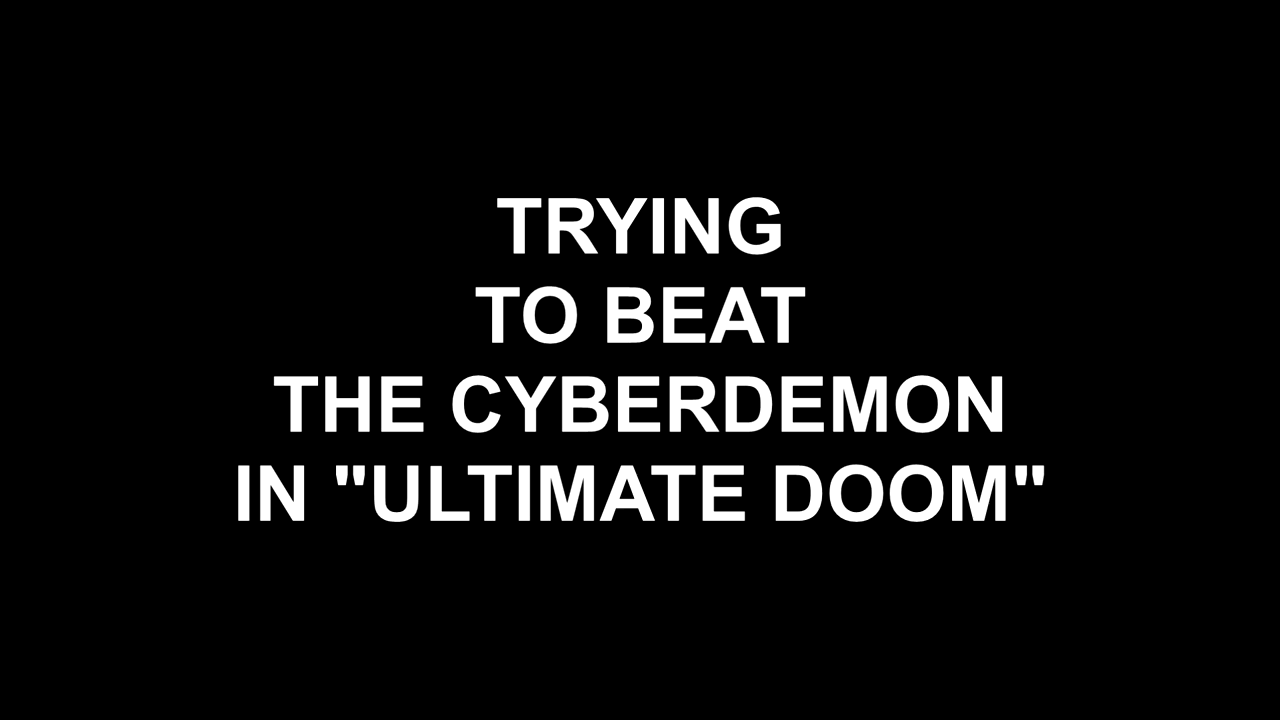 TRYING
TO BEAT
THE CYBERDEMON
IN "ULTIMATE DOOM"